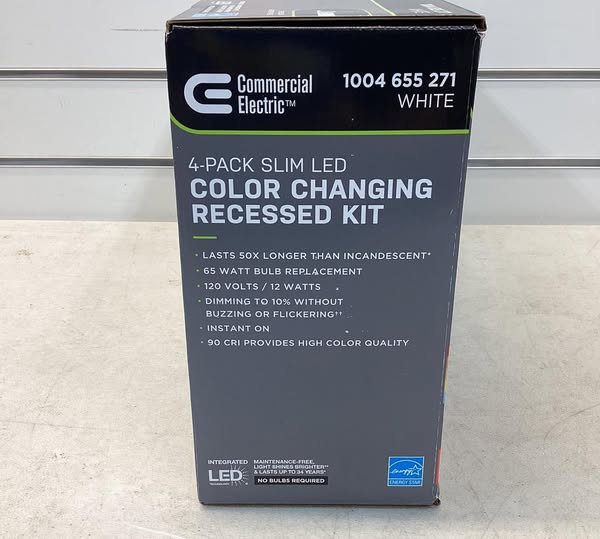 Commercial
Electric™
1004 655 271
WHITE
4-PACK SLIM LED
COLOR CHANGING
RECESSED KIT
• LASTS 50X LONGER THAN INCANDESCENT*
• 65 WATT BULB REPLACEMENT
• 120 VOLTS / 12 WATTS
• DIMMING TO 10% WITHOUT
BUZZING OR FLICKERING††
• INSTANT ON
• 90 CRI PROVIDES HIGH COLOR QUALITY
INTEGRATED
LED
TECHNOLOGY
MAINTENANCE-FREE,
LIGHT SHINES BRIGHTER**
& LASTS UP TO 34 YEARS*
NO BULBS REQUIRED
energy
ENERGY STAR